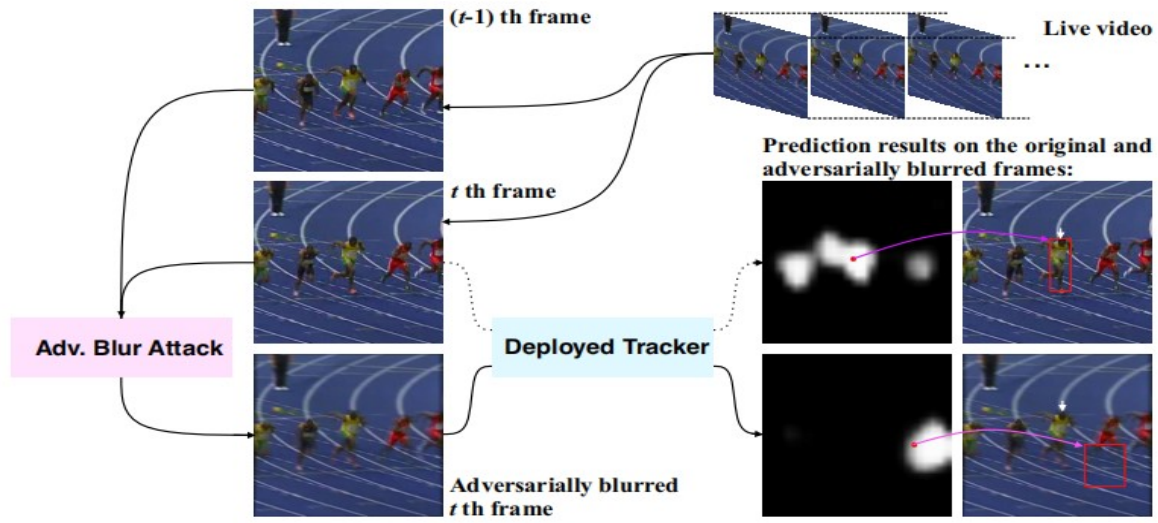 (t-1) th frame
Live video
...
Prediction results on the original and
adversarially blurred frames:
t th frame
Adv. Blur Attack
Deployed Tracker
Adversarially blurred
t th frame